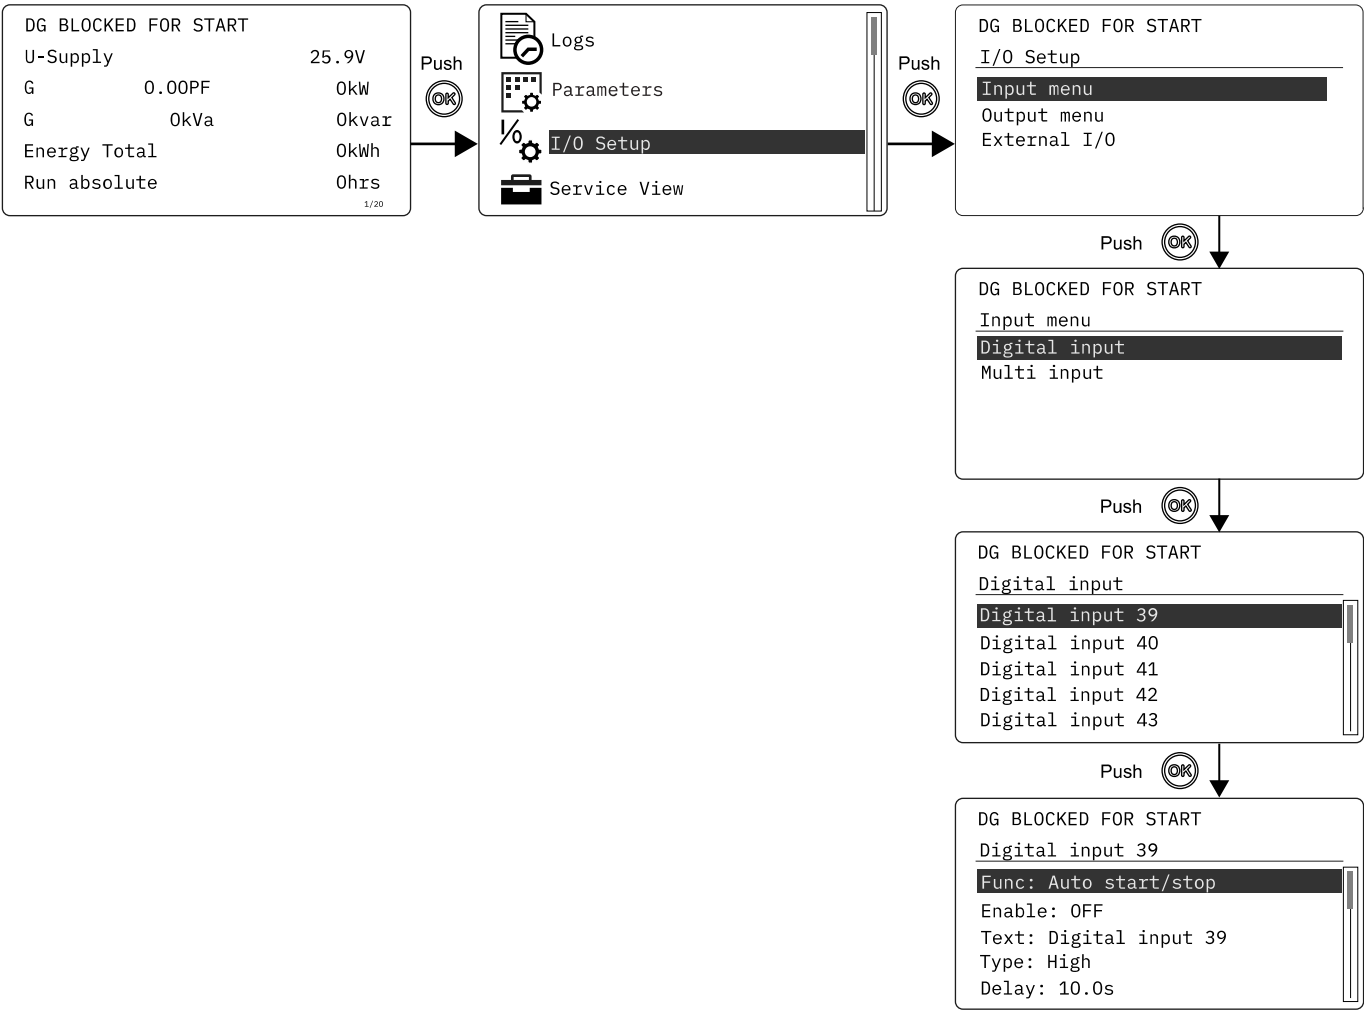 DG BLOCKED FOR START
U-Supply 25.9V
G 0.00PF 0kW
G 0kVa 0kvar
Energy Total 0kWh
Run absolute 0hrs
1/20
Push
OK
Logs
Parameters
I/O
I/O Setup
Service View
Push
OK
DG BLOCKED FOR START
I/O Setup
Input menu
Output menu
External I/O
Push OK
DG BLOCKED FOR START
Input menu
Digital input
Multi input
Push OK
DG BLOCKED FOR START
Digital input
Digital input 39
Digital input 40
Digital input 41
Digital input 42
Digital input 43
Push OK
DG BLOCKED FOR START
Digital input 39
Func: Auto start/stop
Enable: OFF
Text: Digital input 39
Type: High
Delay: 10.0s